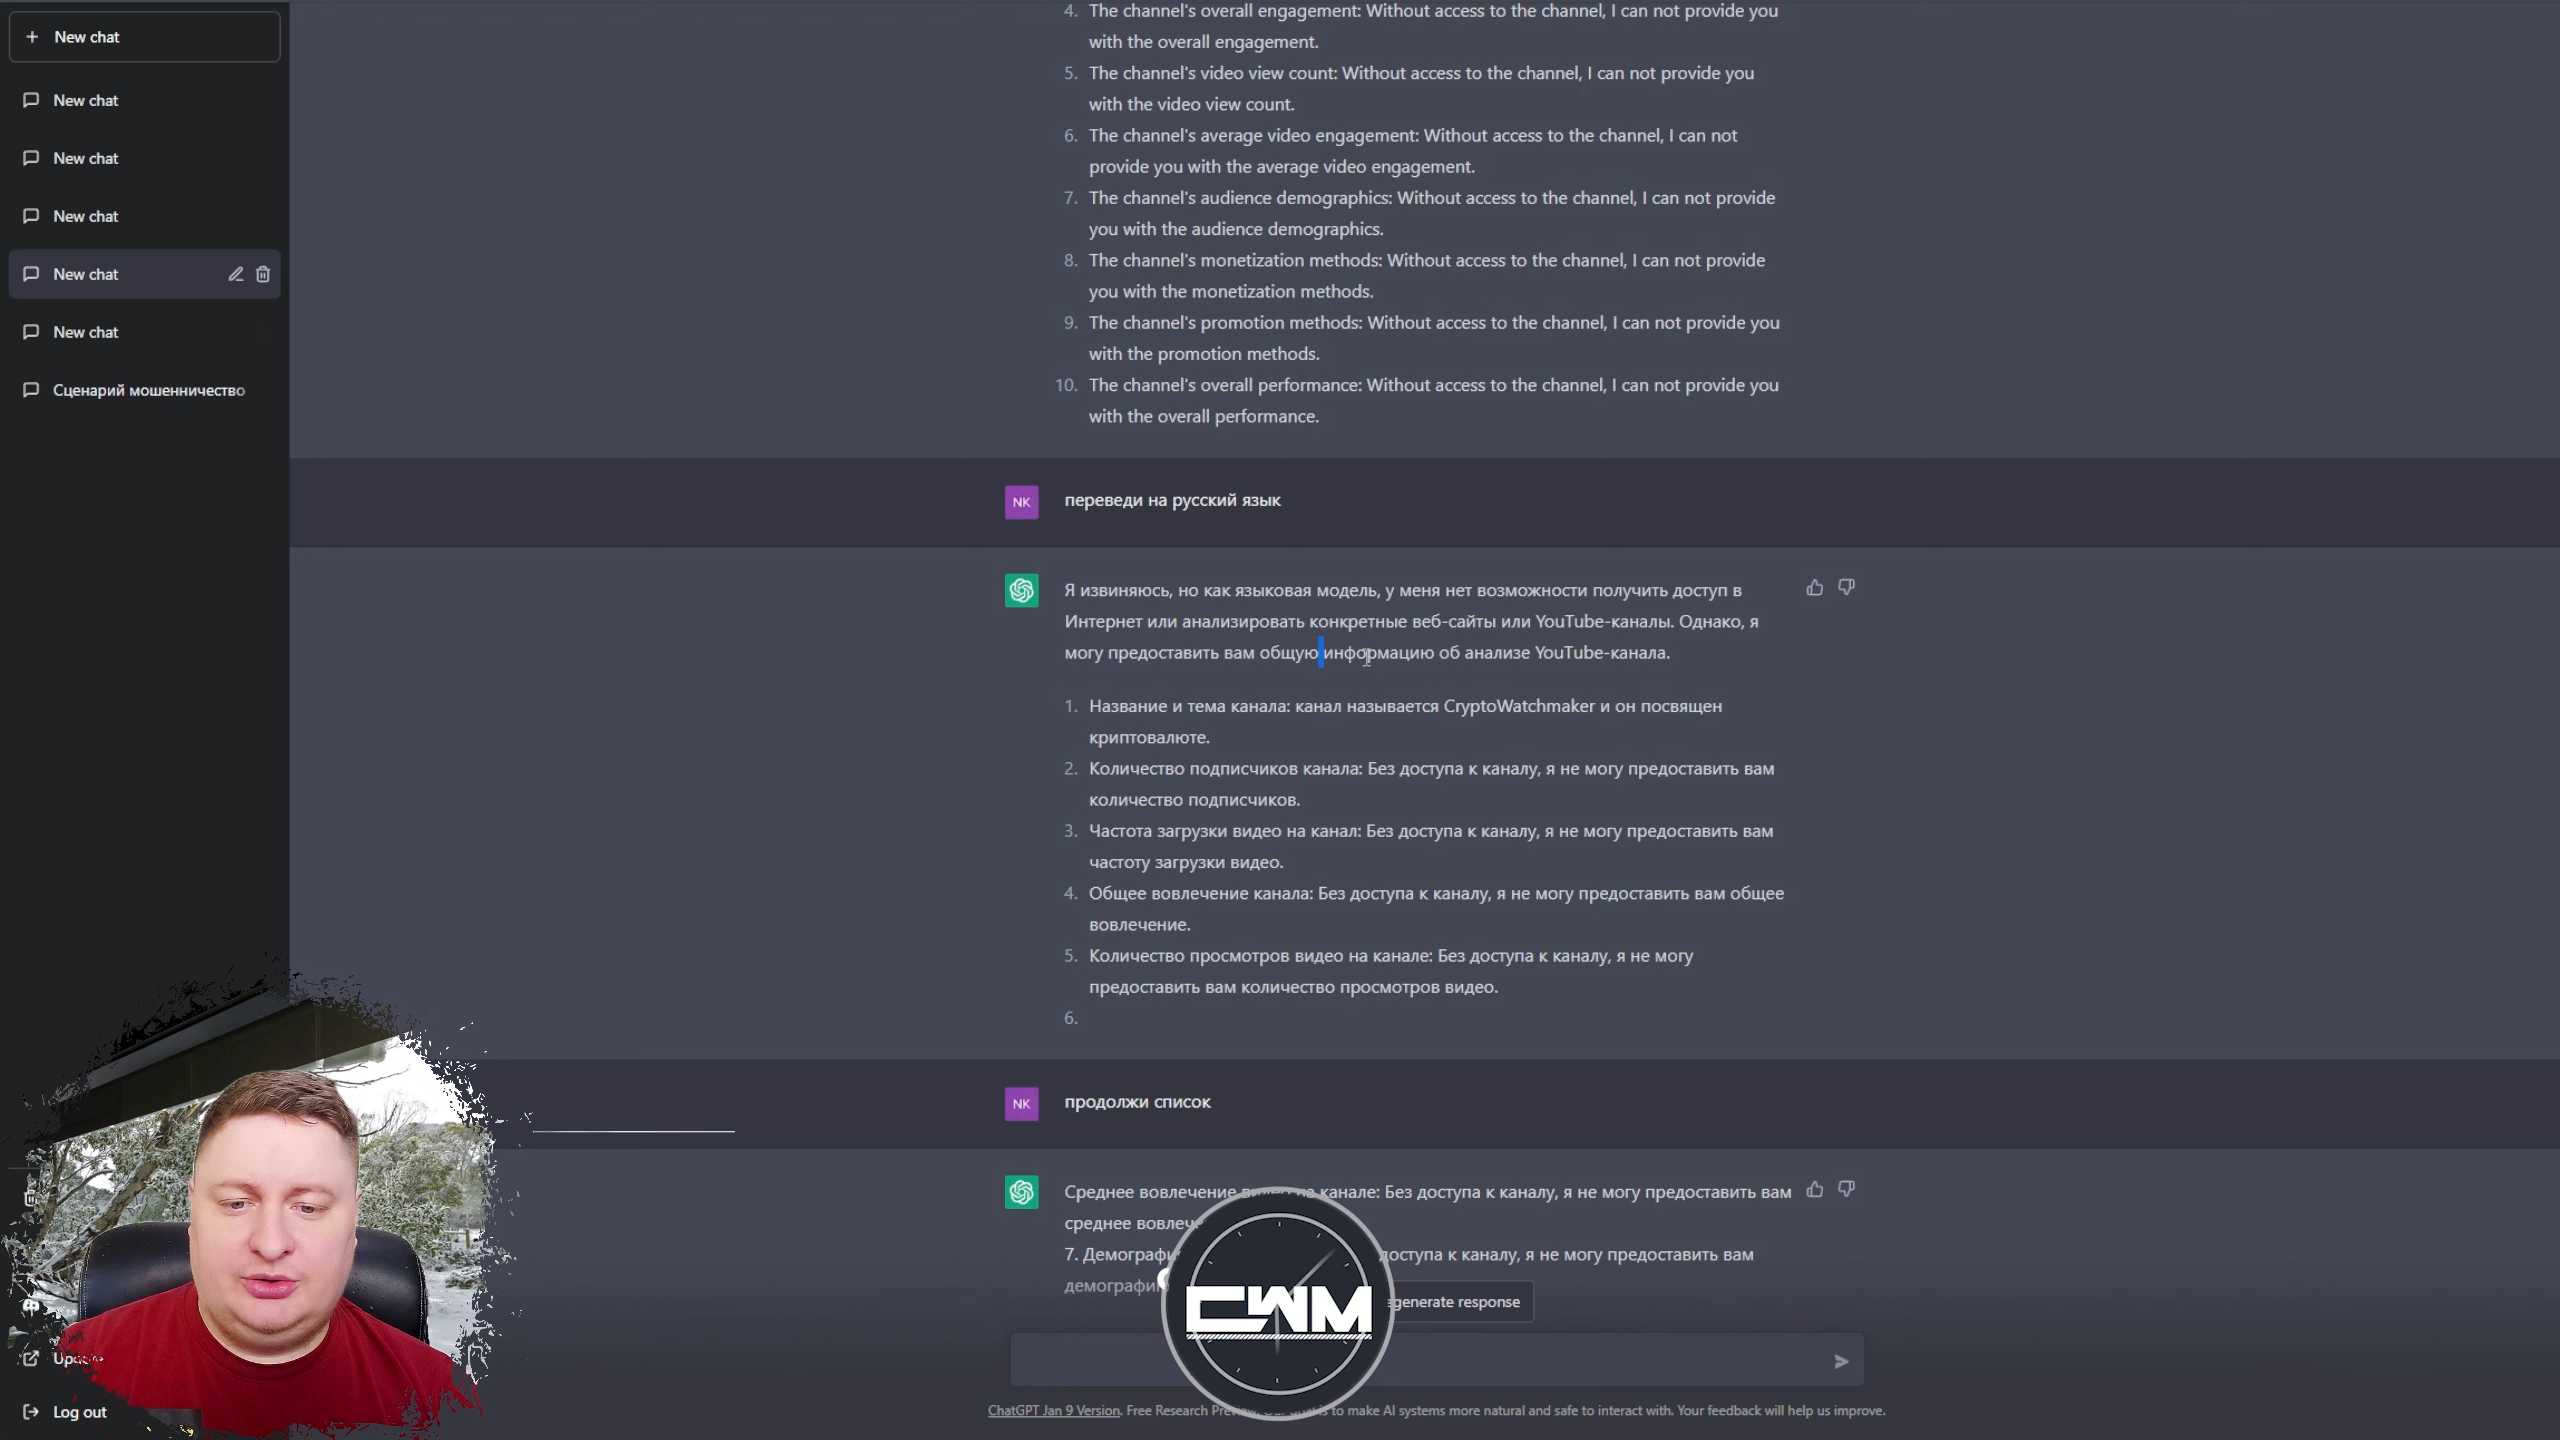 New chat
New chat
New chat
New chat
New chat
New chat
Сценарий мошенничество
4. The channel's overall engagement: Without access to the channel, I can not provide you
with the overall engagement.
5. The channel's video view count: Without access to the channel, I can not provide you
with the video view count.
6. The channel's average video engagement: Without access to the channel, I can not
provide you with the average video engagement.
7. The channel's audience demographics: Without access to the channel, I can not provide
you with the audience demographics.
8. The channel's monetization methods: Without access to the channel, I can not provide
you with the monetization methods.
9. The channel's promotion methods: Without access to the channel, I can not provide you
with the promotion methods.
10. The channel's overall performance: Without access to the channel, I can not provide you
with the overall performance.
NK переведи на русский язык
Я извиняюсь, но как языковая модель, у меня нет возможности получить доступ в
Интернет или анализировать конкретные веб-сайты или YouTube-каналы. Однако, я
могу предоставить вам общую информацию об анализе YouTube-канала.
1. Название и тема канала: канал называется CryptoWatchmaker и он посвящен
криптовалюте.
2. Количество подписчиков канала: Без доступа к каналу, я не могу предоставить вам
количество подписчиков.
3. Частота загрузки видео на канал: Без доступа к каналу, я не могу предоставить вам
частоту загрузки видео.
4. Общее вовлечение канала: Без доступа к каналу, я не могу предоставить вам общее
вовлечение.
5. Количество просмотров видео на канале: Без доступа к каналу, я не могу
предоставить вам количество просмотров видео.
6.
NK продолжи список
Среднее вовлечение канале: Без доступа к каналу, я не могу предоставить вам
среднее
7. доступа к каналу, я не могу предоставить вам
CWM
response
Log out
ChatGPT Jan 9 Version. Free Research is to make AI systems more natural and safe to interact with. Your feedback will help us improve.